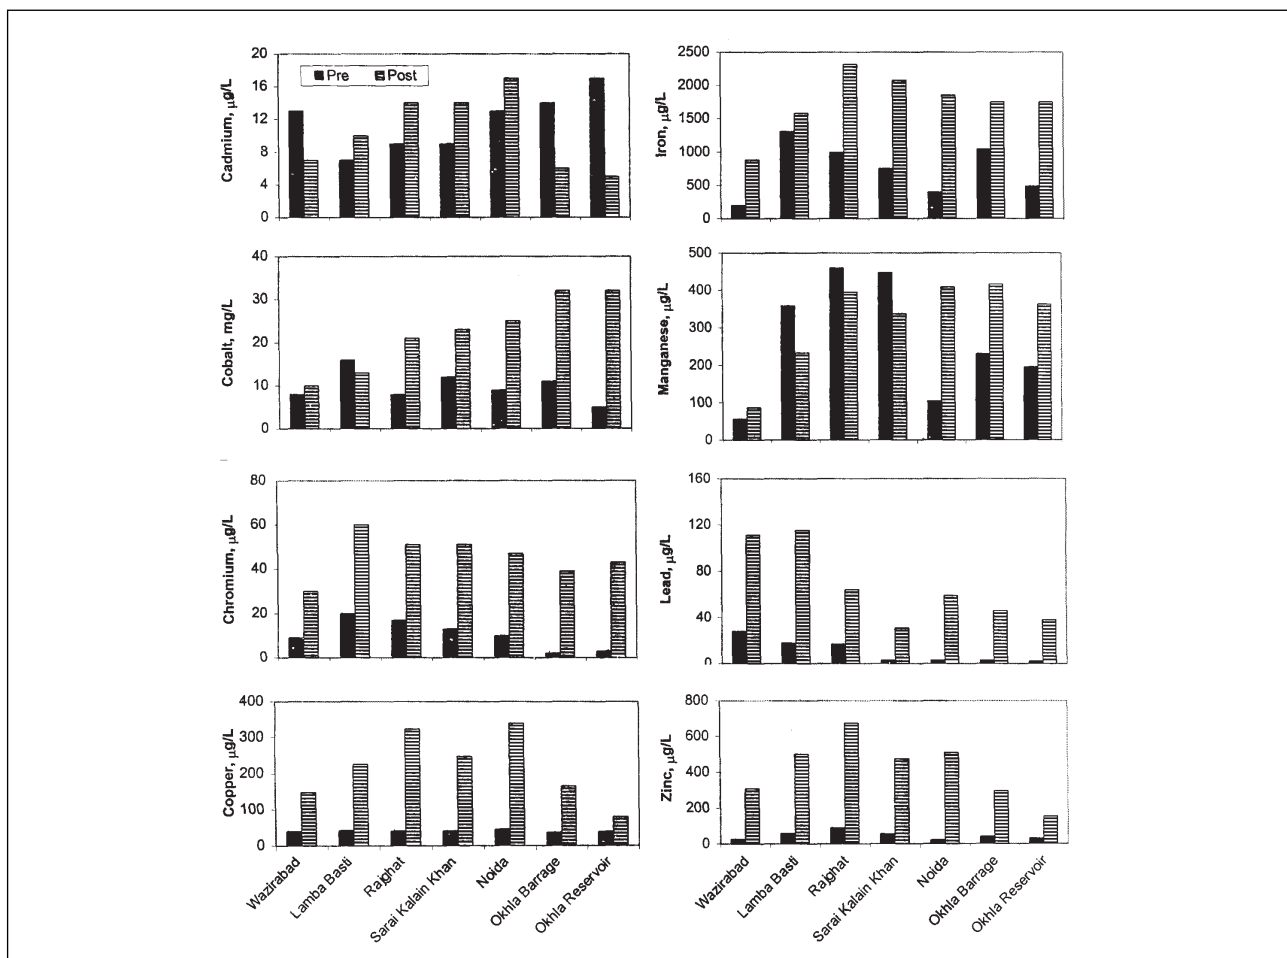 Cadmium, µg/L
20
16
12
8
4
0
Pre Post
Iron, µg/L
2500
2000
1500
1000
500
0
Cobalt, mg/L
40
30
20
10
0
Manganese, µg/L
500
400
300
200
100
0
Chromium, µg/L
80
60
40
20
0
Lead, µg/L
160
120
80
40
0
Copper, µg/L
400
300
200
100
0
Wazirabad
Lamba Basti
Rajghat
Sarai Kalain Khan
Noida
Okhla Barrage
Okhla Reservoir
Zinc, µg/L
800
600
400
200
0
Wazirabad
Lamba Basti
Rajghat
Sarai Kalain Khan
Noida
Okhla Barrage
Okhla Reservoir